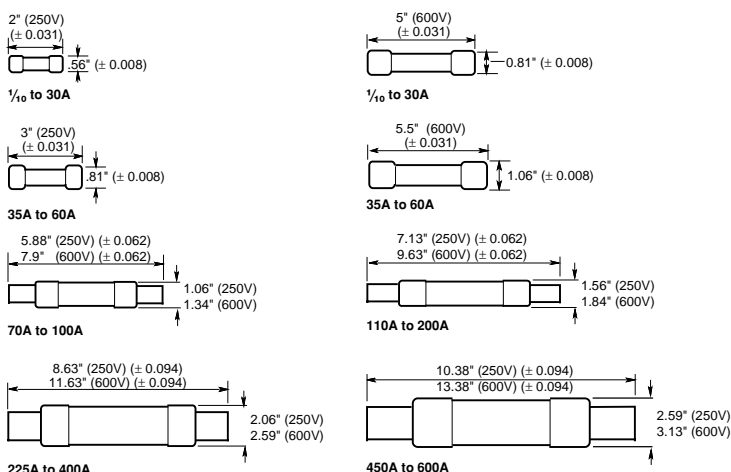 2" (250V)
(± 0.031)
.56" (± 0.008)
1/10 to 30A
5" (600V)
(± 0.031)
0.81" (± 0.008)
1/10 to 30A
3" (250V)
(± 0.031)
.81" (± 0.008)
35A to 60A
5.5" (600V)
(± 0.031)
1.06" (± 0.008)
35A to 60A
5.88" (250V) (± 0.062)
7.9" (600V) (± 0.062)
1.06" (250V)
1.34" (600V)
70A to 100A
7.13" (250V) (± 0.062)
9.63" (600V) (± 0.062)
1.56" (250V)
1.84" (600V)
110A to 200A
8.63" (250V) (± 0.094)
11.63" (600V) (± 0.094)
2.06" (250V)
2.59" (600V)
225A to 400A
10.38" (250V) (± 0.094)
13.38" (600V) (± 0.094)
2.59" (250V)
3.13" (600V)
450A to 600A